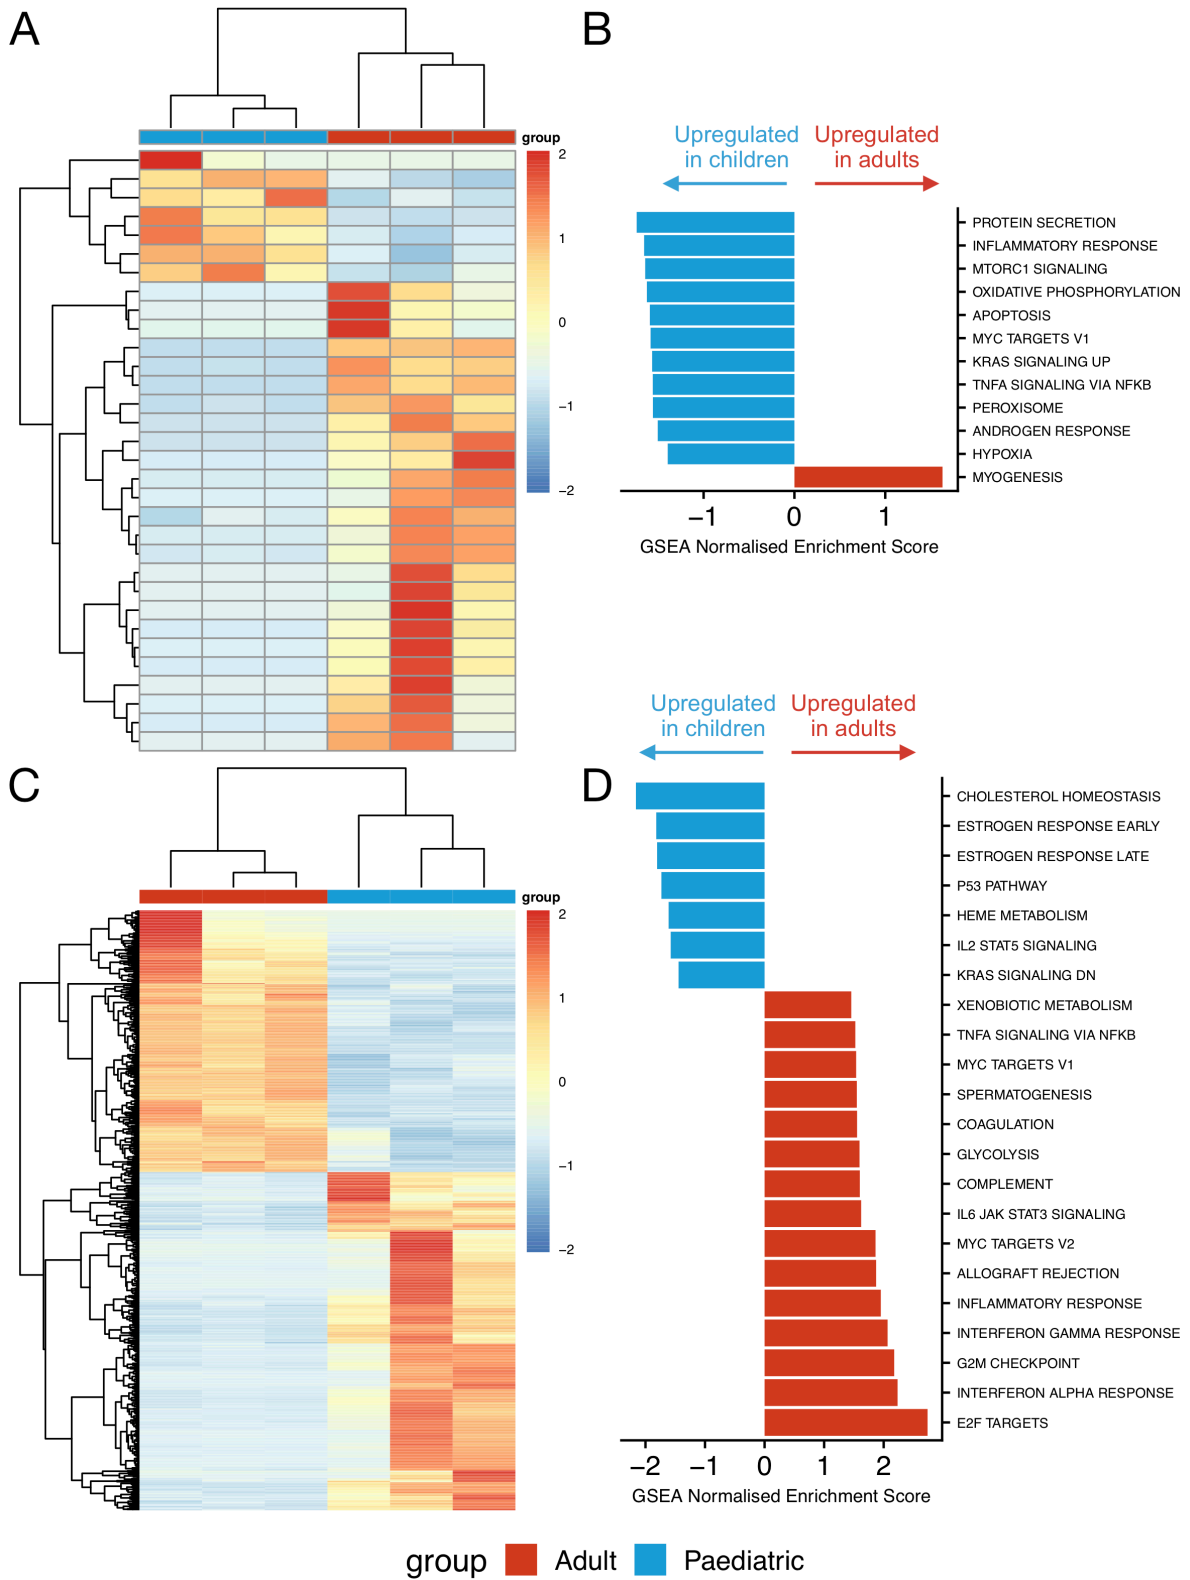 A
group
2
1
0
−1
−2
B
Upregulated
in children
Upregulated
in adults
PROTEIN SECRETION
INFLAMMATORY RESPONSE
MTORC1 SIGNALING
OXIDATIVE PHOSPHORYLATION
APOPTOSIS
MYC TARGETS V1
KRAS SIGNALING UP
TNFA SIGNALING VIA NFKB
PEROXISOME
ANDROGEN RESPONSE
HYPOXIA
MYOGENESIS
−1 0 1
GSEA Normalised Enrichment Score
C
group
2
1
0
−1
−2
D
Upregulated
in children
Upregulated
in adults
CHOLESTEROL HOMEOSTASIS
ESTROGEN RESPONSE EARLY
ESTROGEN RESPONSE LATE
P53 PATHWAY
HEME METABOLISM
IL2 STAT5 SIGNALING
KRAS SIGNALING DN
XENOBIOTIC METABOLISM
TNFA SIGNALING VIA NFKB
MYC TARGETS V1
SPERMATOGENESIS
COAGULATION
GLYCOLYSIS
COMPLEMENT
IL6 JAK STAT3 SIGNALING
MYC TARGETS V2
ALLOGRAFT REJECTION
INFLAMMATORY RESPONSE
INTERFERON GAMMA RESPONSE
G2M CHECKPOINT
INTERFERON ALPHA RESPONSE
E2F TARGETS
−2 −1 0 1 2
GSEA Normalised Enrichment Score
group Adult Paediatric